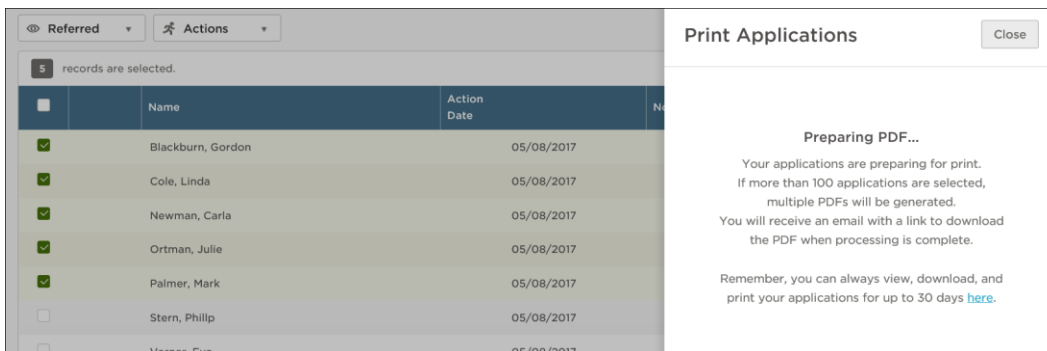 Referred
Actions
Print Applications
Close
5 records are selected.
Name
Action
Date
Blackburn, Gordon 05/08/2017
Cole, Linda 05/08/2017
Newman, Carla 05/08/2017
Ortman, Julie 05/08/2017
Palmer, Mark 05/08/2017
Stern, Phillp 05/08/2017
Preparing PDF...
Your applications are preparing for print.
If more than 100 applications are selected,
multiple PDFs will be generated.
You will receive an email with a link to download
the PDF when processing is complete.
Remember, you can always view, download, and
print your applications for up to 30 days here.